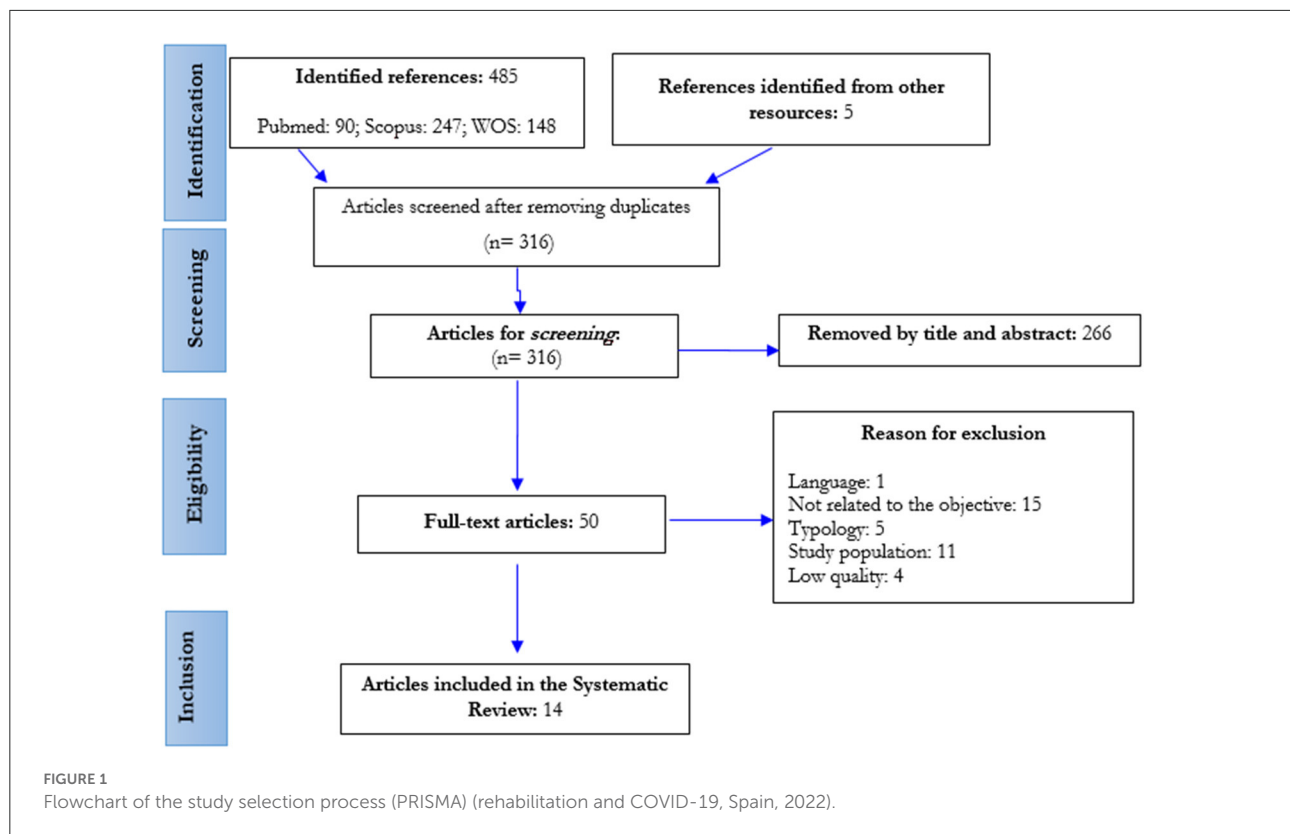 Identification
Identified references: 485
Pubmed: 90; Scopus: 247; WOS: 148
References identified from other
resources: 5
Articles screened after removing duplicates
(n= 316)
Screening
Articles for screening:
(n= 316)
Removed by title and abstract: 266
Eligibility
Full-text articles: 50
Reason for exclusion
Language: 1
Not related to the objective: 15
Typology: 5
Study population: 11
Low quality: 4
Inclusion
Articles included in the Systematic
Review: 14
FIGURE 1
Flowchart of the study selection process (PRISMA) (rehabilitation and COVID-19, Spain, 2022).